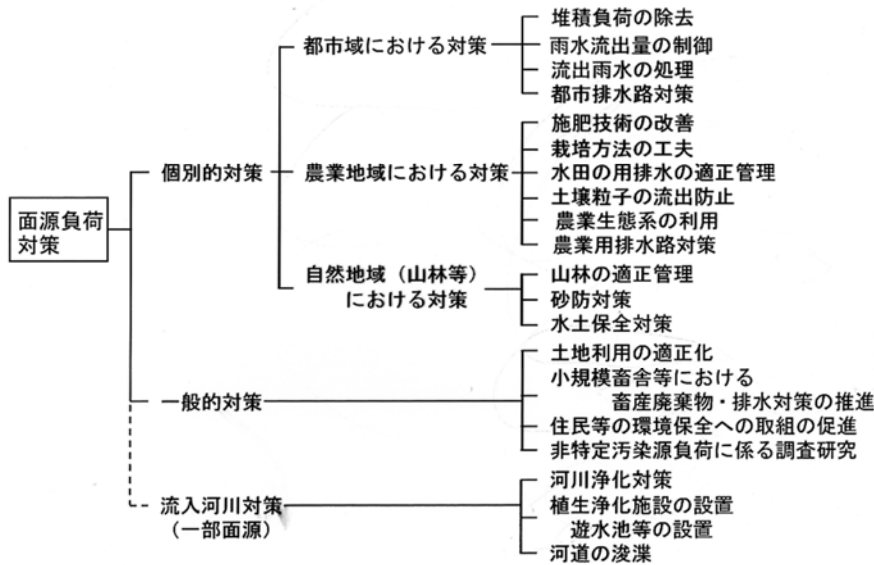 面源負荷
対策
個別的対策
都市域における対策
堆積負荷の除去
雨水流出量の制御
流出雨水の処理
都市排水路対策
農業地域における対策
施肥技術の改善
栽培方法の工夫
水田の用排水の適正管理
土壌粒子の流出防止
農業生態系の利用
農業用排水路対策
自然地域（山林等）
における対策
山林の適正管理
砂防対策
水土保全対策
一般的対策
土地利用の適正化
小規模畜舎等における
畜産廃棄物・排水対策の推進
住民等の環境保全への取組の促進
非特定汚染源負荷に係る調査研究
流入河川対策
（一部面源）
河川浄化対策
植生浄化施設の設置
遊水池等の設置
河道の浚渫